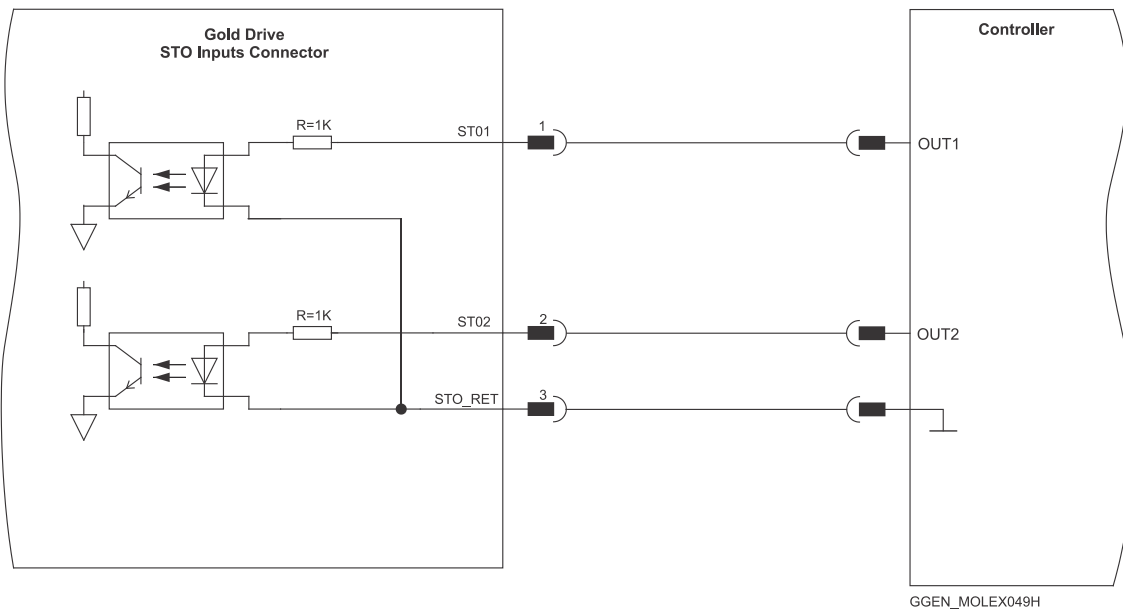 Gold Drive
STO Inputs Connector
Controller
R=1K
ST01
1
OUT1
R=1K
ST02
2
OUT2
STO_RET
3
GGEN_MOLEX049H